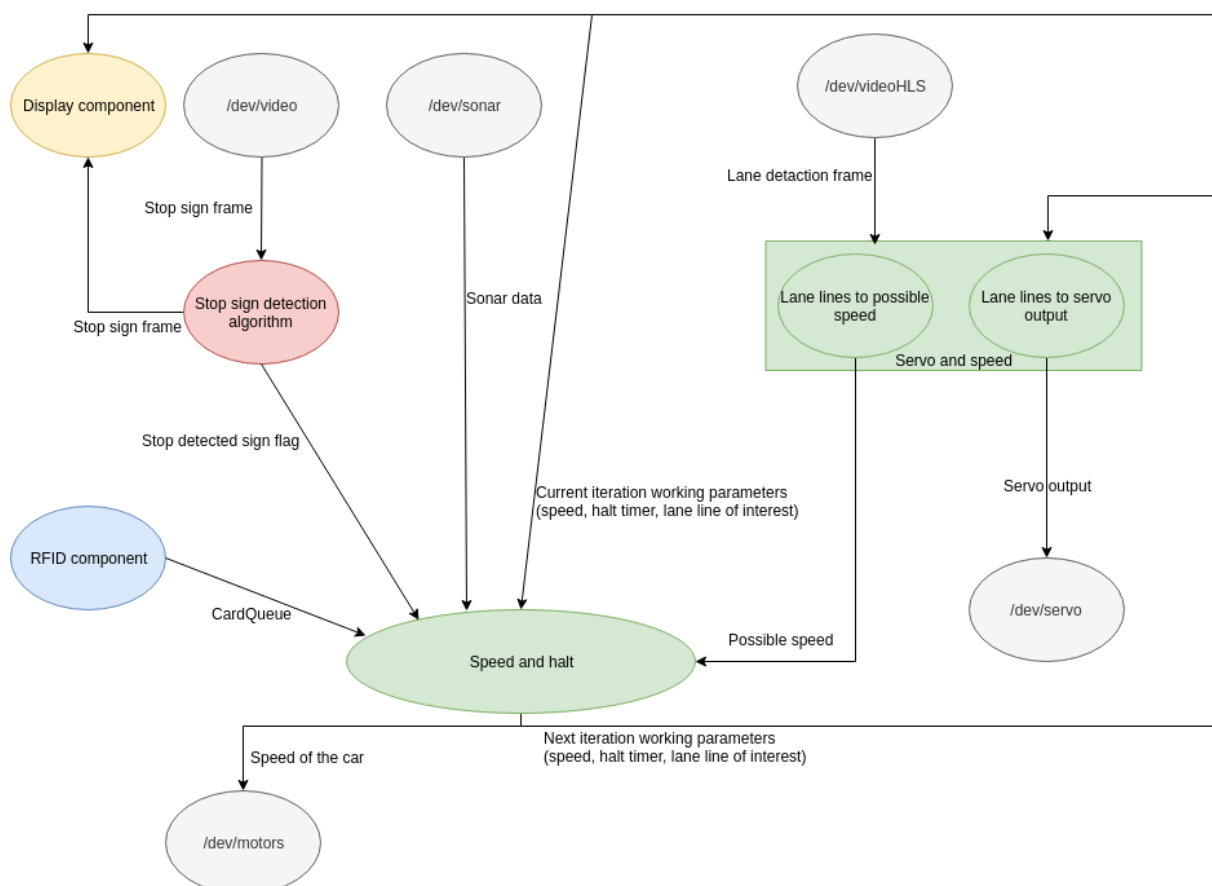 Display component
/dev/video
/dev/sonar
/dev/videoHLS
Lane detaction frame
Stop sign frame
Stop sign detection
algorithm
Stop sign frame
Sonar data
Lane lines to possible
speed
Lane lines to servo
output
Servo and speed
Stop detected sign flag
Current iteration working parameters
(speed, halt timer, lane line of interest)
Servo output
RFID component
CardQueue
/dev/servo
Possible speed
Speed and halt
Next iteration working parameters
(speed, halt timer, lane line of interest)
Speed of the car
/dev/motors